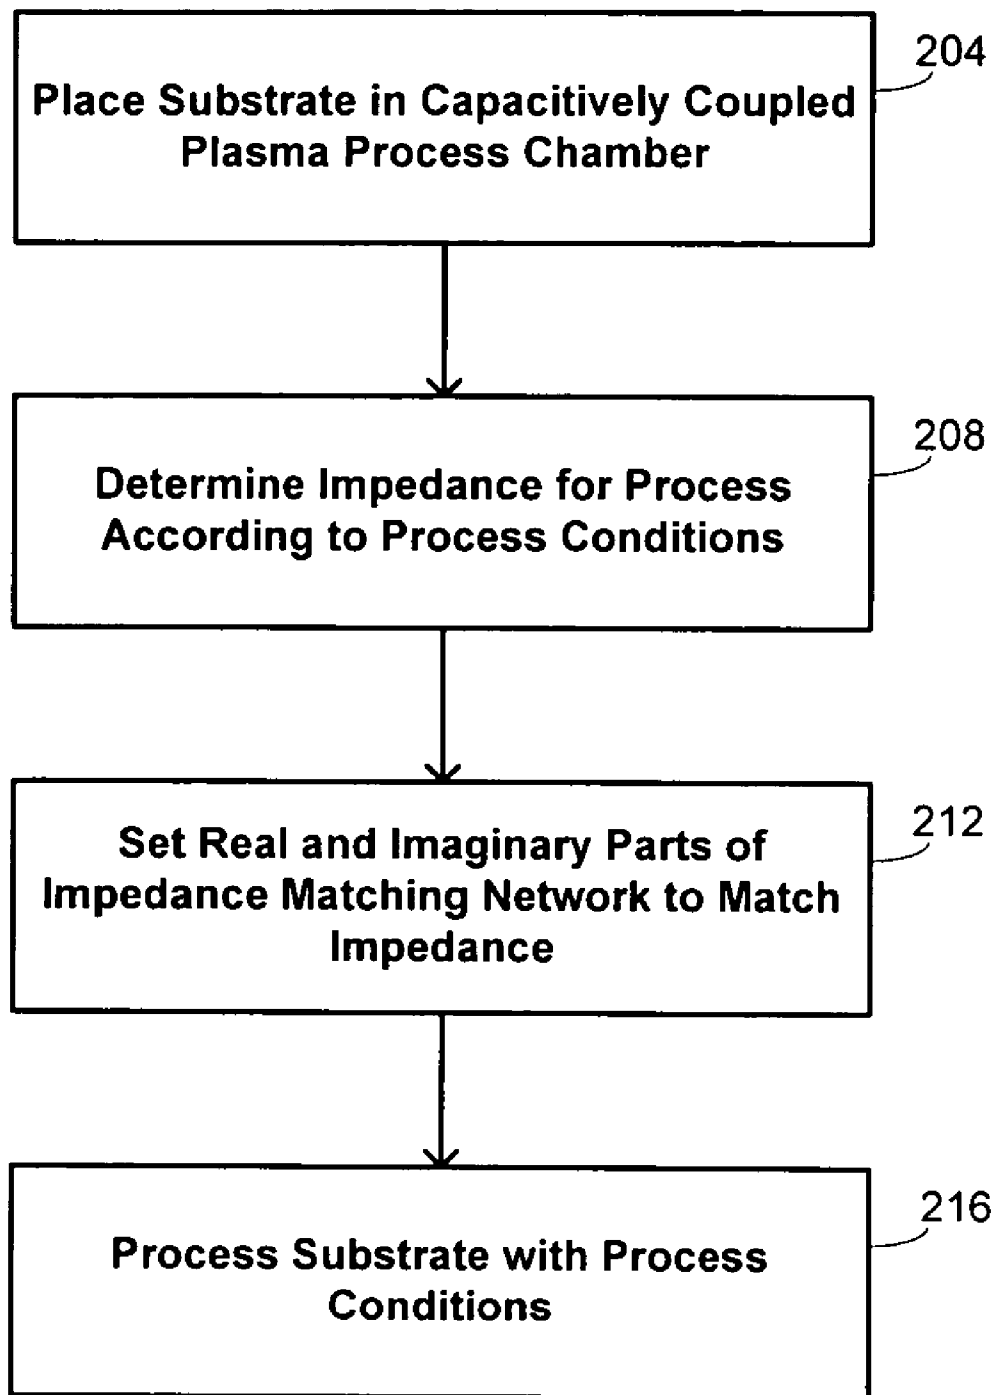 204
Place Substrate in Capacitively Coupled
Plasma Process Chamber
208
Determine Impedance for Process
According to Process Conditions
212
Set Real and Imaginary Parts of
Impedance Matching Network to Match
Impedance
216
Process Substrate with Process
Conditions